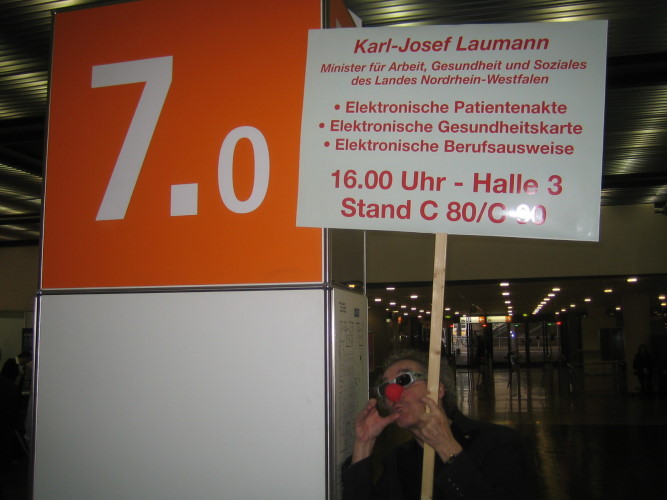 7.0
Karl-Josef Laumann
Minister für Arbeit, Gesundheit und Soziales
des Landes Nordrhein-Westfalen
• Elektronische Patientenakte
• Elektronische Gesundheitskarte
• Elektronische Berufsausweise
16.00 Uhr - Halle 3
Stand C 80/C